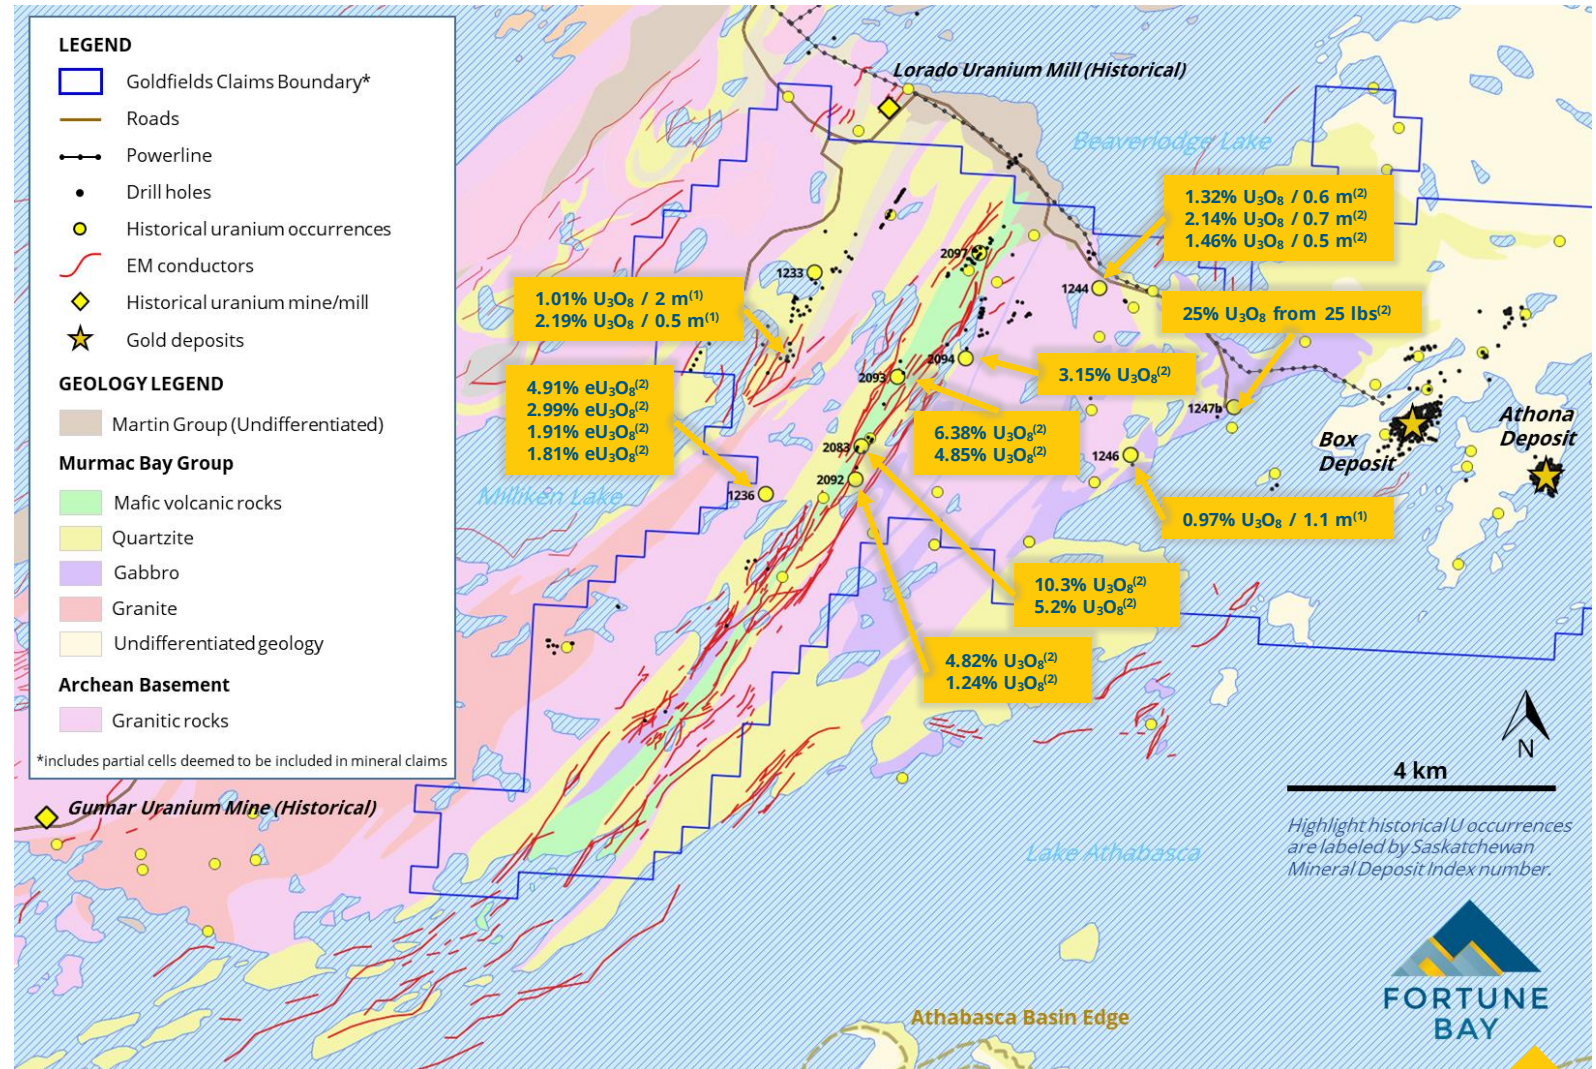 LEGEND
Goldfields Claims Boundary*
Roads
Powerline
Drill holes
Historical uranium occurrences
EM conductors
Historical uranium mine/mill
Gold deposits
GEOLOGY LEGEND
Martin Group (Undifferentiated)
Murmac Bay Group
Mafic volcanic rocks
Quartzite
Gabbro
Granite
Undifferentiated geology
Archean Basement
Granitic rocks
*includes partial cells deemed to be included in mineral claims
Lorado Uranium Mill (Historical)
Beaverlodge Lake
1.32% U₃O₈ / 0.6 m⁽²⁾
2.14% U₃O₈ / 0.7 m⁽²⁾
1.46% U₃O₈ / 0.5 m⁽²⁾
2097
1233
1244
1.01% U₃O₈ / 2 m⁽¹⁾
2.19% U₃O₈ / 0.5 m⁽¹⁾
25% U₃O₈ from 25 lbs⁽²⁾
2094
3.15% U₃O₈⁽²⁾
2093
4.91% eU₃O₈⁽²⁾
2.99% eU₃O₈⁽²⁾
1.91% eU₃O₈⁽²⁾
1.81% eU₃O₈⁽²⁾
1247b
6.38% U₃O₈⁽²⁾
4.85% U₃O₈⁽²⁾
Box
Deposit
Athona
Deposit
2083
1246
2092
1236
Milliken Lake
0.97% U₃O₈ / 1.1 m⁽¹⁾
10.3% U₃O₈⁽²⁾
5.2% U₃O₈⁽²⁾
4.82% U₃O₈⁽²⁾
1.24% U₃O₈⁽²⁾
N
4 km
Gunnar Uranium Mine (Historical)
Highlight historical U occurrences
are labeled by Saskatchewan
Mineral Deposit Index number.
Lake Athabasca
Athabasca Basin Edge
FORTUNE
BAY